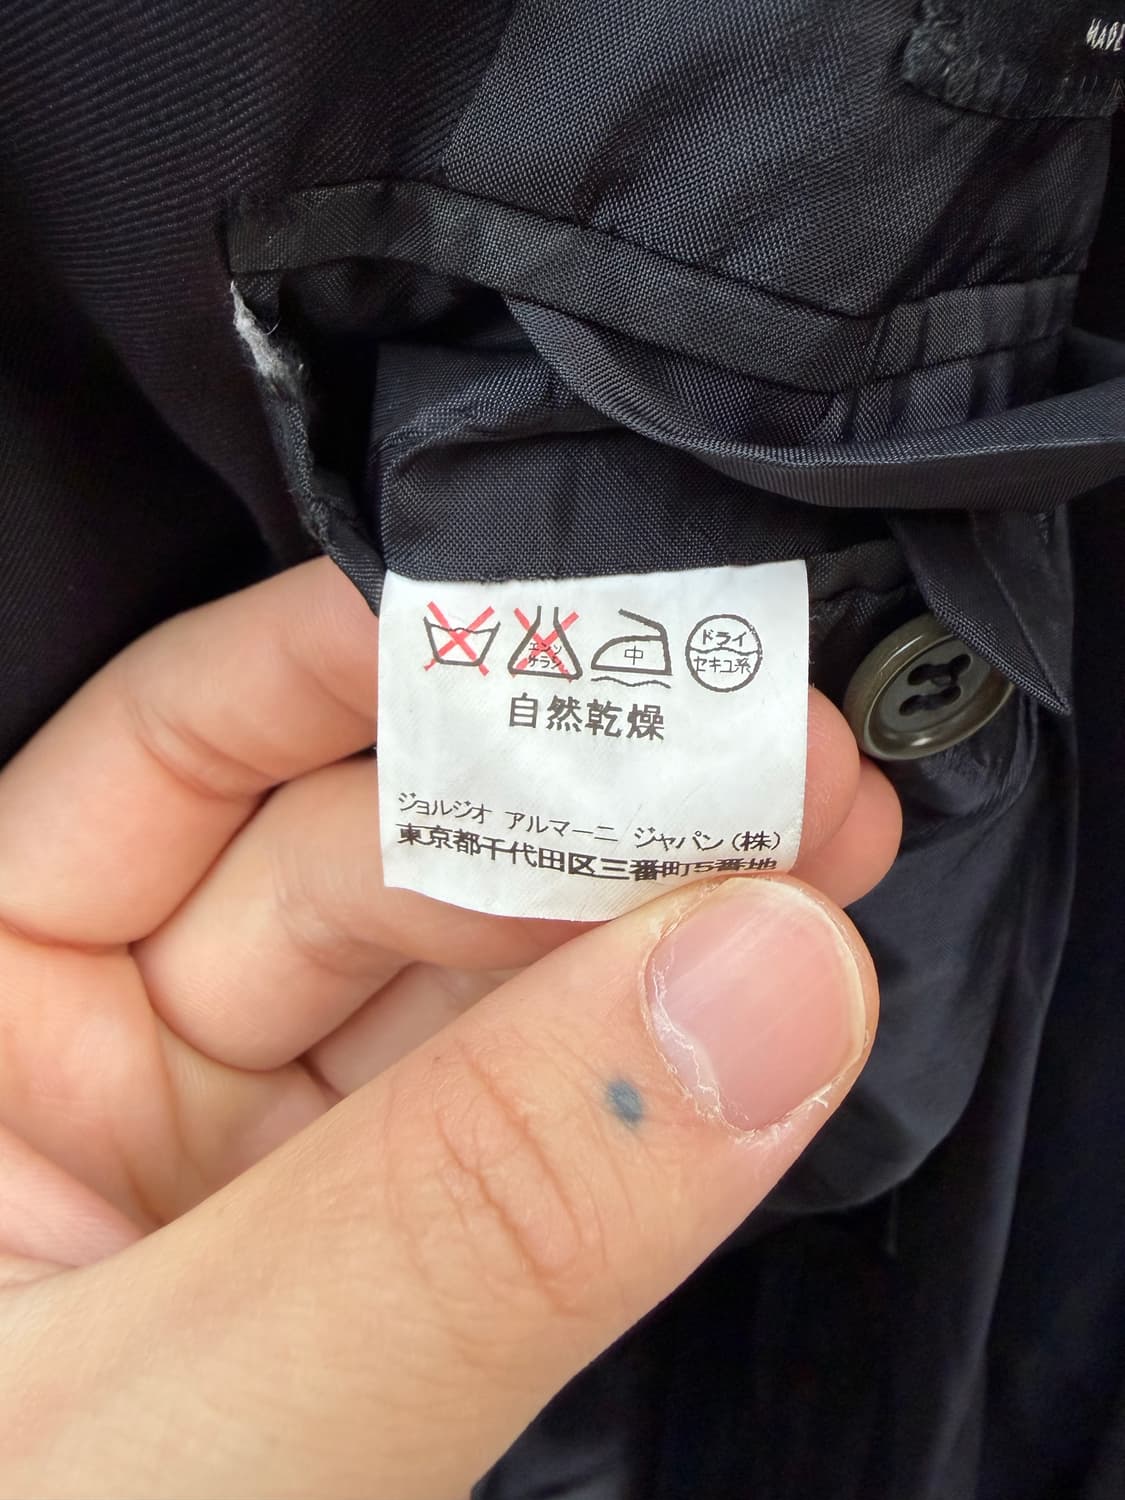 MADE
エンソ
サラシ
中
ドライ
セキユ系
自然乾燥
ジョルジオ アルマーニ ジャパン(株)
東京都千代田区三番町5番地